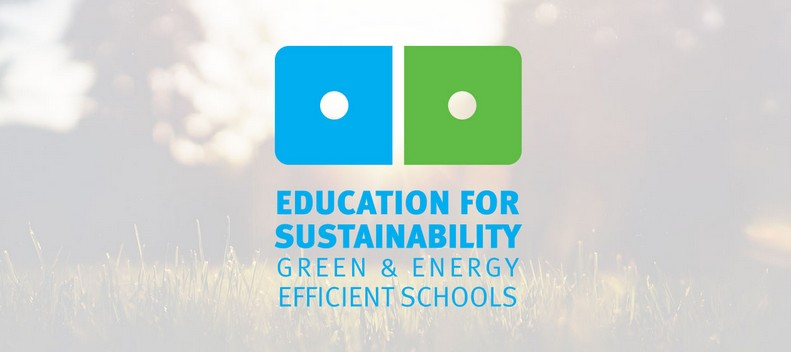 EDUCATION FOR
SUSTAINABILITY
GREEN & ENERGY
EFFICIENT SCHOOLS